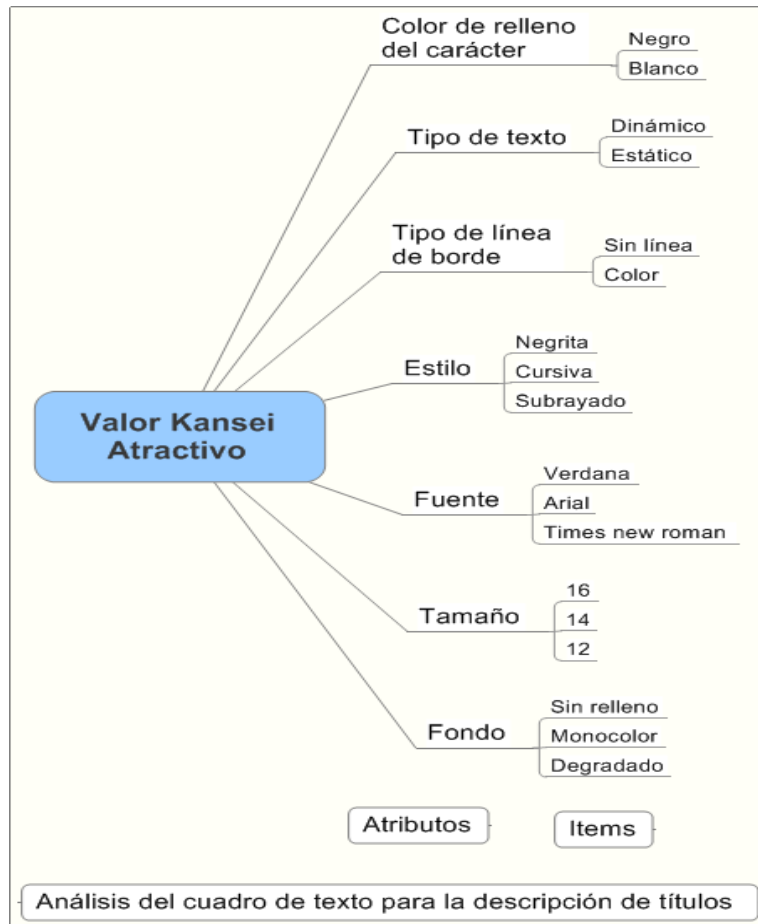 Color de relleno
del carácter
Negro
Blanco
Tipo de texto
Dinámico
Estático
Tipo de línea
de borde
Sin línea
Color
Estilo
Negrita
Cursiva
Subrayado
Valor Kansei
Atractivo
Fuente
Verdana
Arial
Times new roman
Tamaño
16
14
12
Fondo
Sin relleno
Monocolor
Degradado
Atributos
Items
Análisis del cuadro de texto para la descripción de títulos